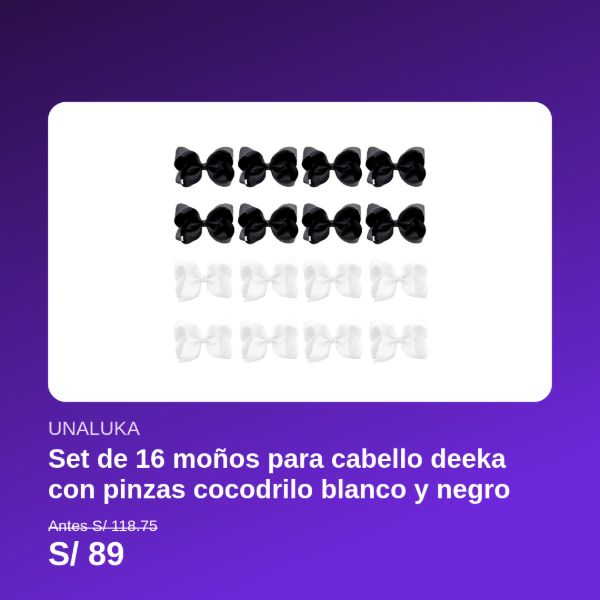 UNALUKA
Set de 16 moños para cabello deeka
con pinzas cocodrilo blanco y negro
Antes S/ 118.75
S/ 89